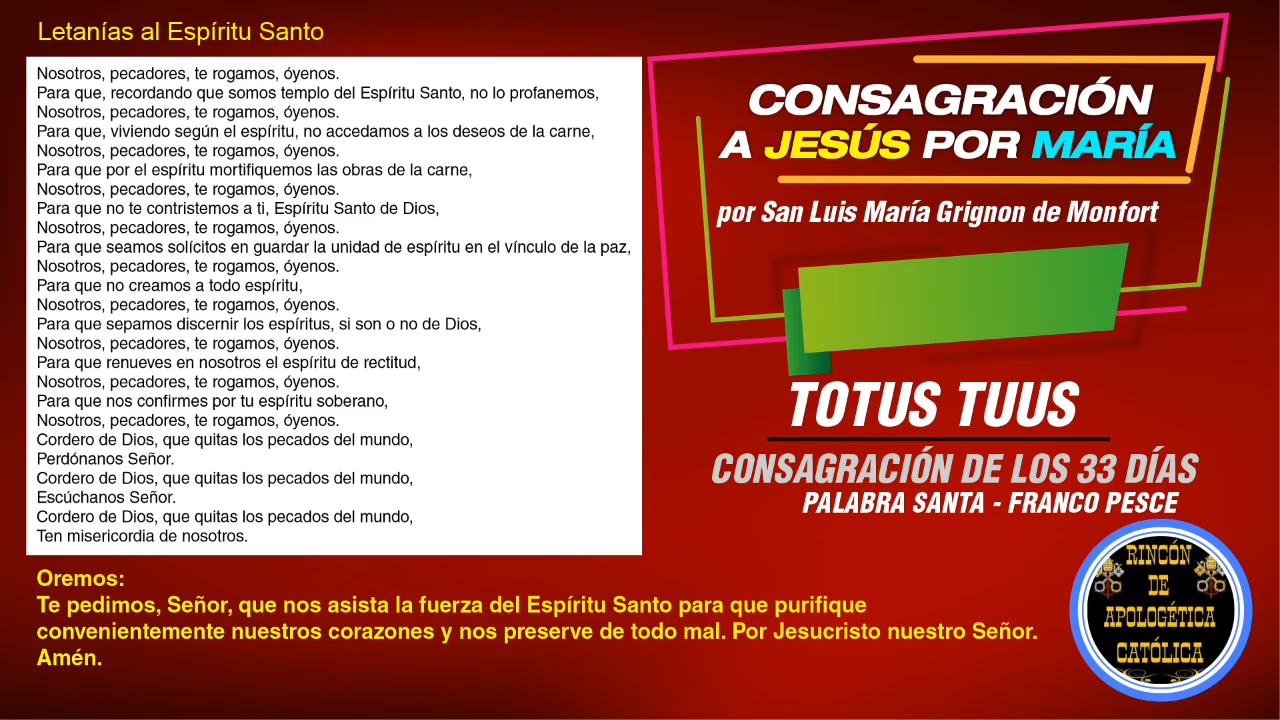 Letanías al Espíritu Santo
Nosotros, pecadores, te rogamos, óyenos.
Para que, recordando que somos templo del Espíritu Santo, no lo profanemos,
Nosotros, pecadores, te rogamos, óyenos.
Para que, viviendo según el espíritu, no accedamos a los deseos de la carne,
Nosotros, pecadores, te rogamos, óyenos.
Para que por el espíritu mortifiquemos las obras de la carne,
Nosotros, pecadores, te rogamos, óyenos.
Para que no te contristemos a ti, Espíritu Santo de Dios,
Nosotros, pecadores, te rogamos, óyenos.
Para que seamos solícitos en guardar la unidad de espíritu en el vínculo de la paz,
Nosotros, pecadores, te rogamos, óyenos.
Para que no creamos a todo espíritu,
Nosotros, pecadores, te rogamos, óyenos.
Para que sepamos discernir los espíritus, si son o no de Dios,
Nosotros, pecadores, te rogamos, óyenos.
Para que renueves en nosotros el espíritu de rectitud,
Nosotros, pecadores, te rogamos, óyenos.
Para que nos confirmes por tu espíritu soberano,
Nosotros, pecadores, te rogamos, óyenos.
Cordero de Dios, que quitas los pecados del mundo,
Perdónanos Señor.
Cordero de Dios, que quitas los pecados del mundo,
Escúchanos Señor.
Cordero de Dios, que quitas los pecados del mundo,
Ten misericordia de nosotros.
Oremos:
Te pedimos, Señor, que nos asista la fuerza del Espíritu Santo para que purifique
convenientemente nuestros corazones y nos preserve de todo mal. Por Jesucristo nuestro Señor.
Amén.
CONSAGRACIÓN
A JESÚS POR MARÍA
por San Luis María Grignon de Monfort
TOTUS TUUS
CONSAGRACIÓN DE LOS 33 DÍAS
PALABRA SANTA - FRANCO PESCE
RINCÓN
DE
APOLOGÉTICA
CATÓLICA